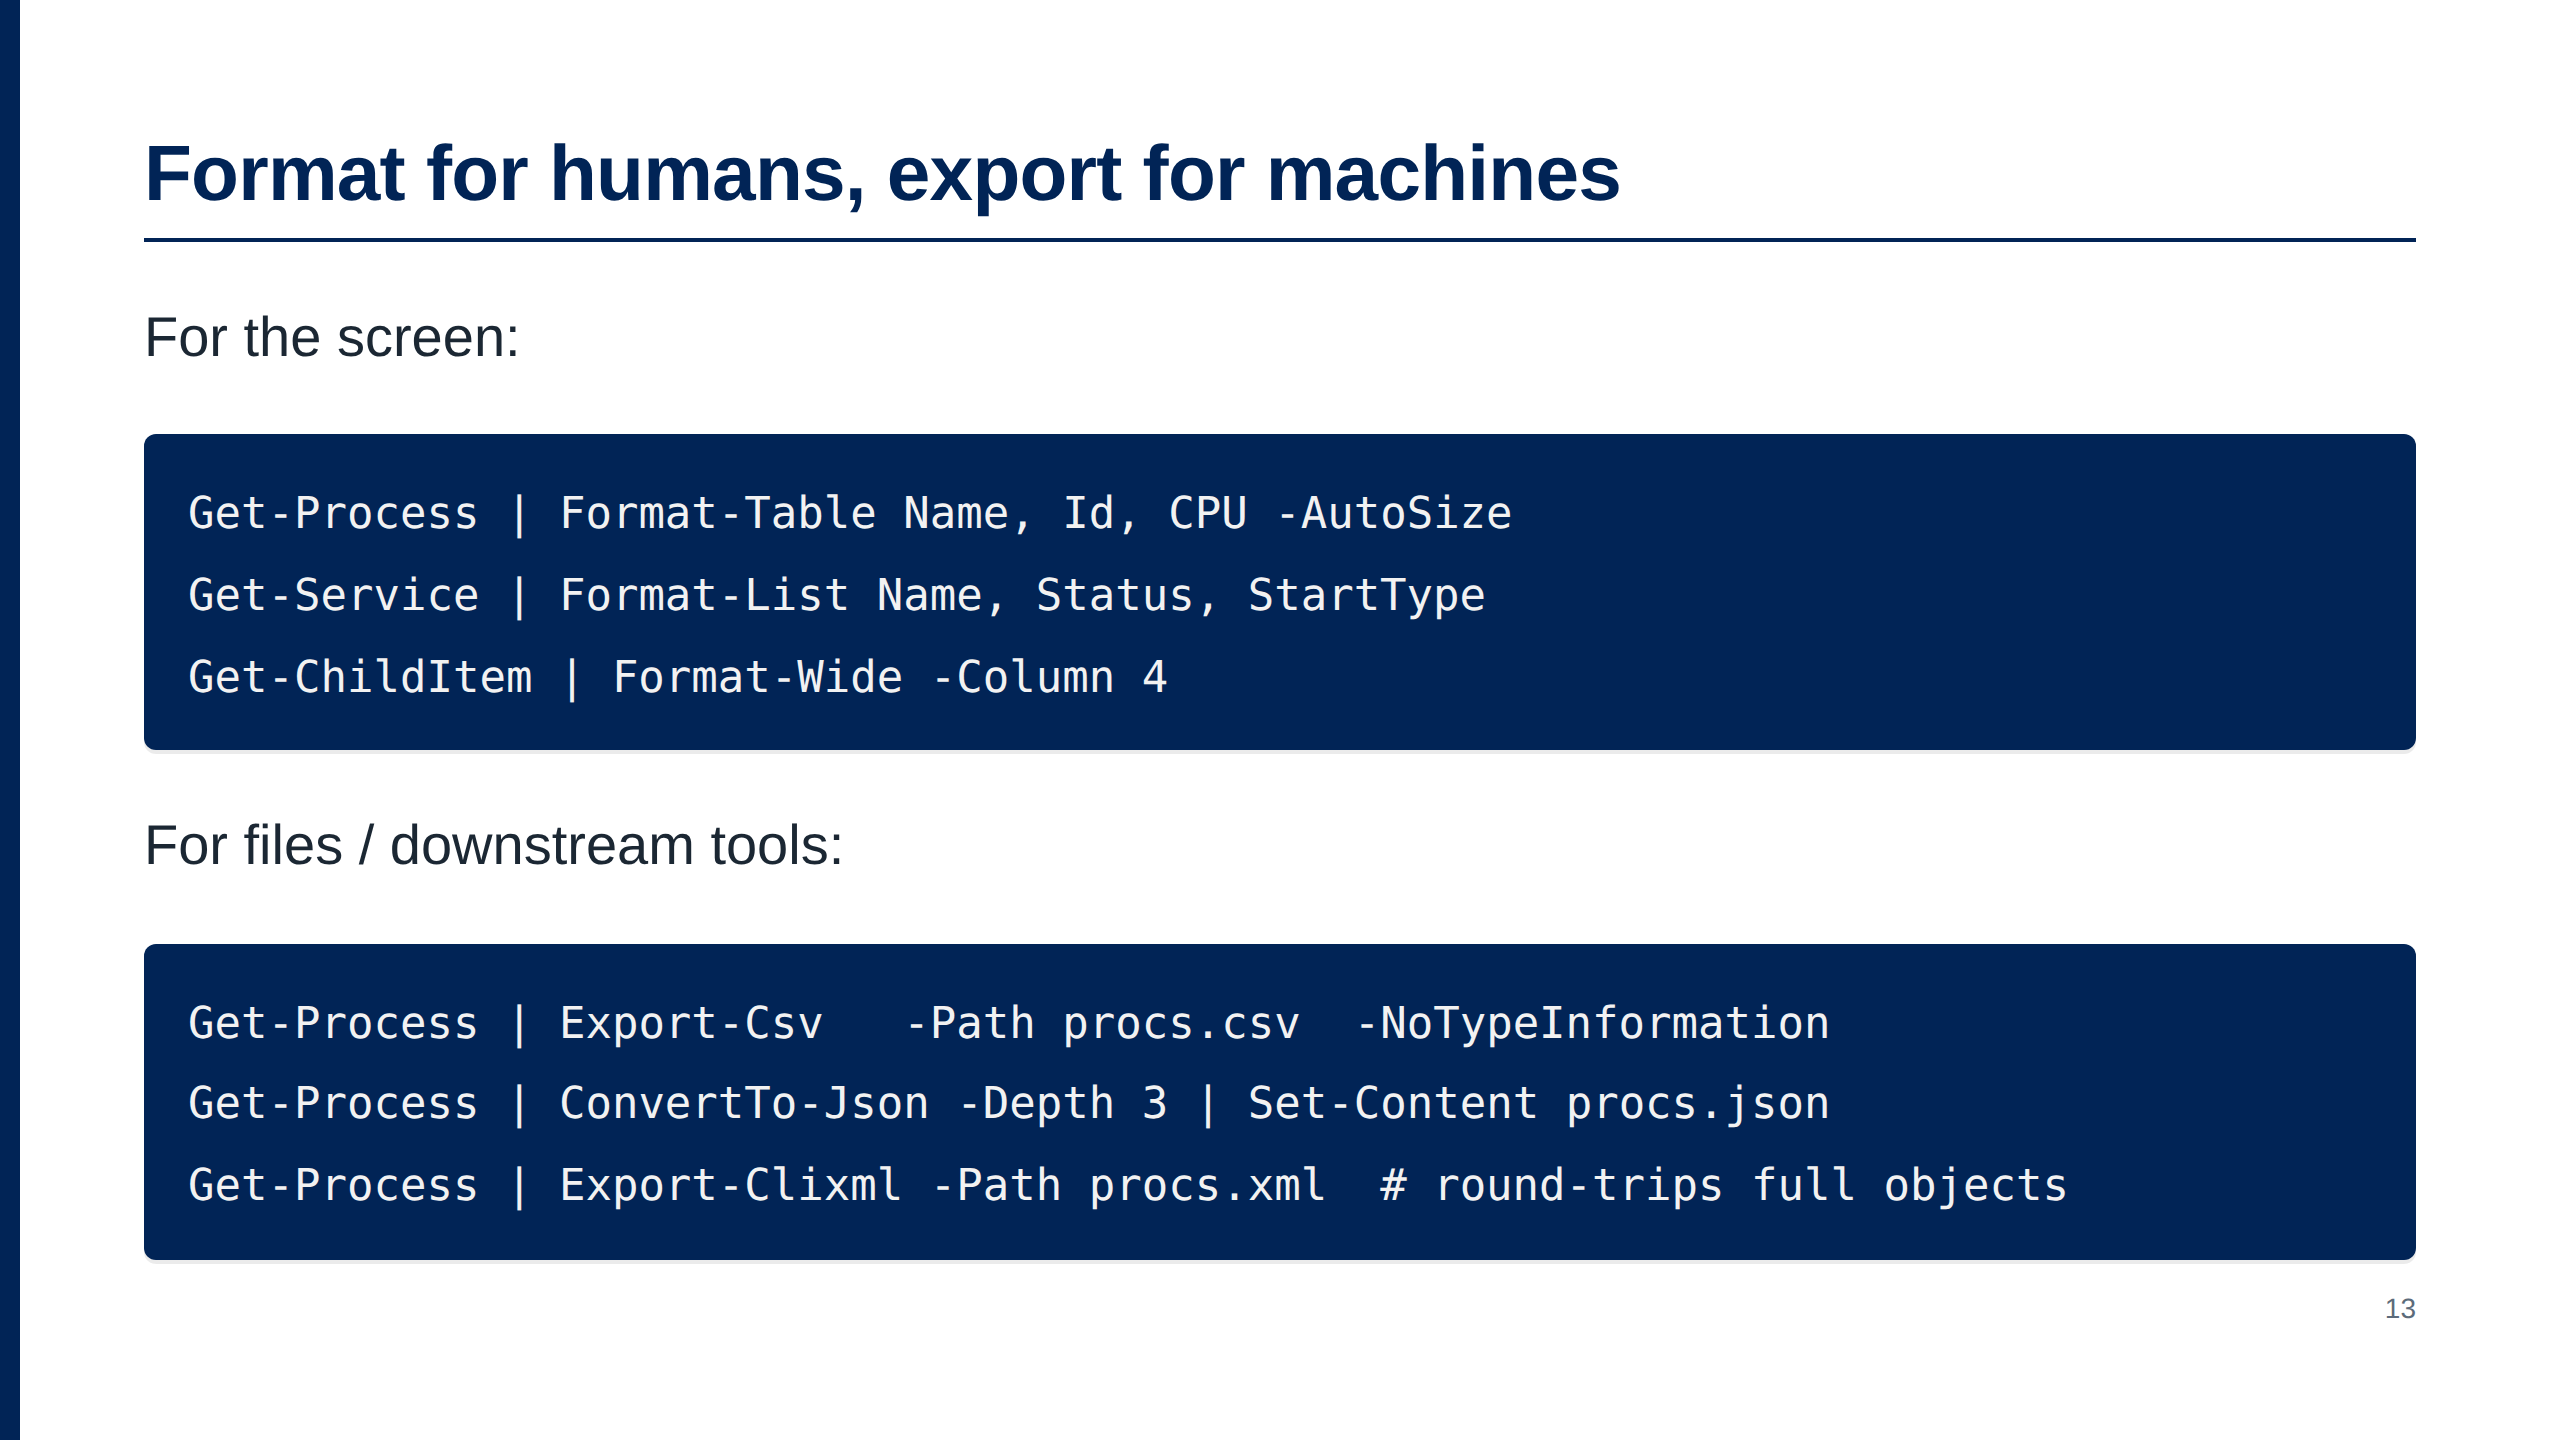 Format for humans, export for machines
For the screen:
Get-Process | Format-Table Name, Id, CPU -AutoSize
Get-Service | Format-List Name, Status, StartType
Get-ChildItem | Format-Wide -Column 4
For files / downstream tools:
Get-Process | Export-Csv   -Path procs.csv  -NoTypeInformation
Get-Process | ConvertTo-Json -Depth 3 | Set-Content procs.json
Get-Process | Export-Clixml -Path procs.xml  # round-trips full objects
13